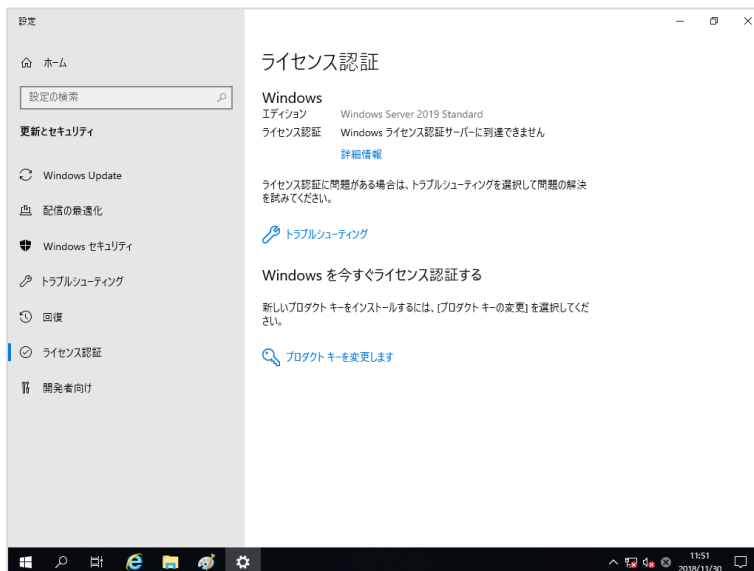 設定
ホーム
設定の検索
更新とセキュリティ
Windows Update
配信の最適化
Windows セキュリティ
トラブルシューティング
回復
ライセンス認証
開発者向け
ライセンス認証
Windows
エディション Windows Server 2019 Standard
ライセンス認証 Windows ライセンス認証サーバーに到達できません
詳細情報
ライセンス認証に問題がある場合は、トラブルシューティングを選択して問題の解決
を試みてください。
トラブルシューティング
Windows を今すぐライセンス認証する
新しいプロダクト キーをインストールするには、[プロダクト キーの変更] を選択してくだ
さい。
プロダクト キーを変更します
11:51
2018/11/30